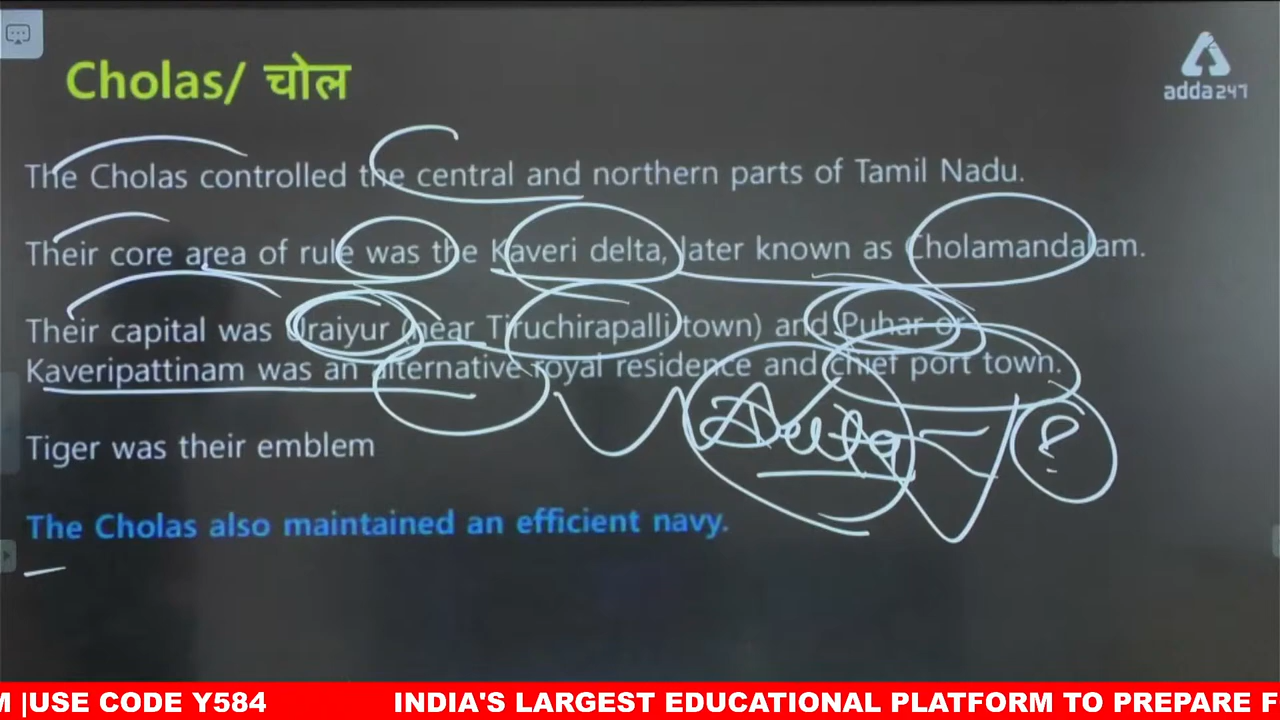 Cholas/ चोल
adda247
The Cholas controlled the central and northern parts of Tamil Nadu.
Their core area of rule was the Kaveri delta, later known as Cholamandalam.
Their capital was Uraiyur (near Tiruchirapalli town) and Puhar or
Kaveripattinam was an alternative royal residence and chief port town.
?
Tiger was their emblem
The Cholas also maintained an efficient navy.
M |USE CODE Y584 INDIA'S LARGEST EDUCATIONAL PLATFORM TO PREPARE F